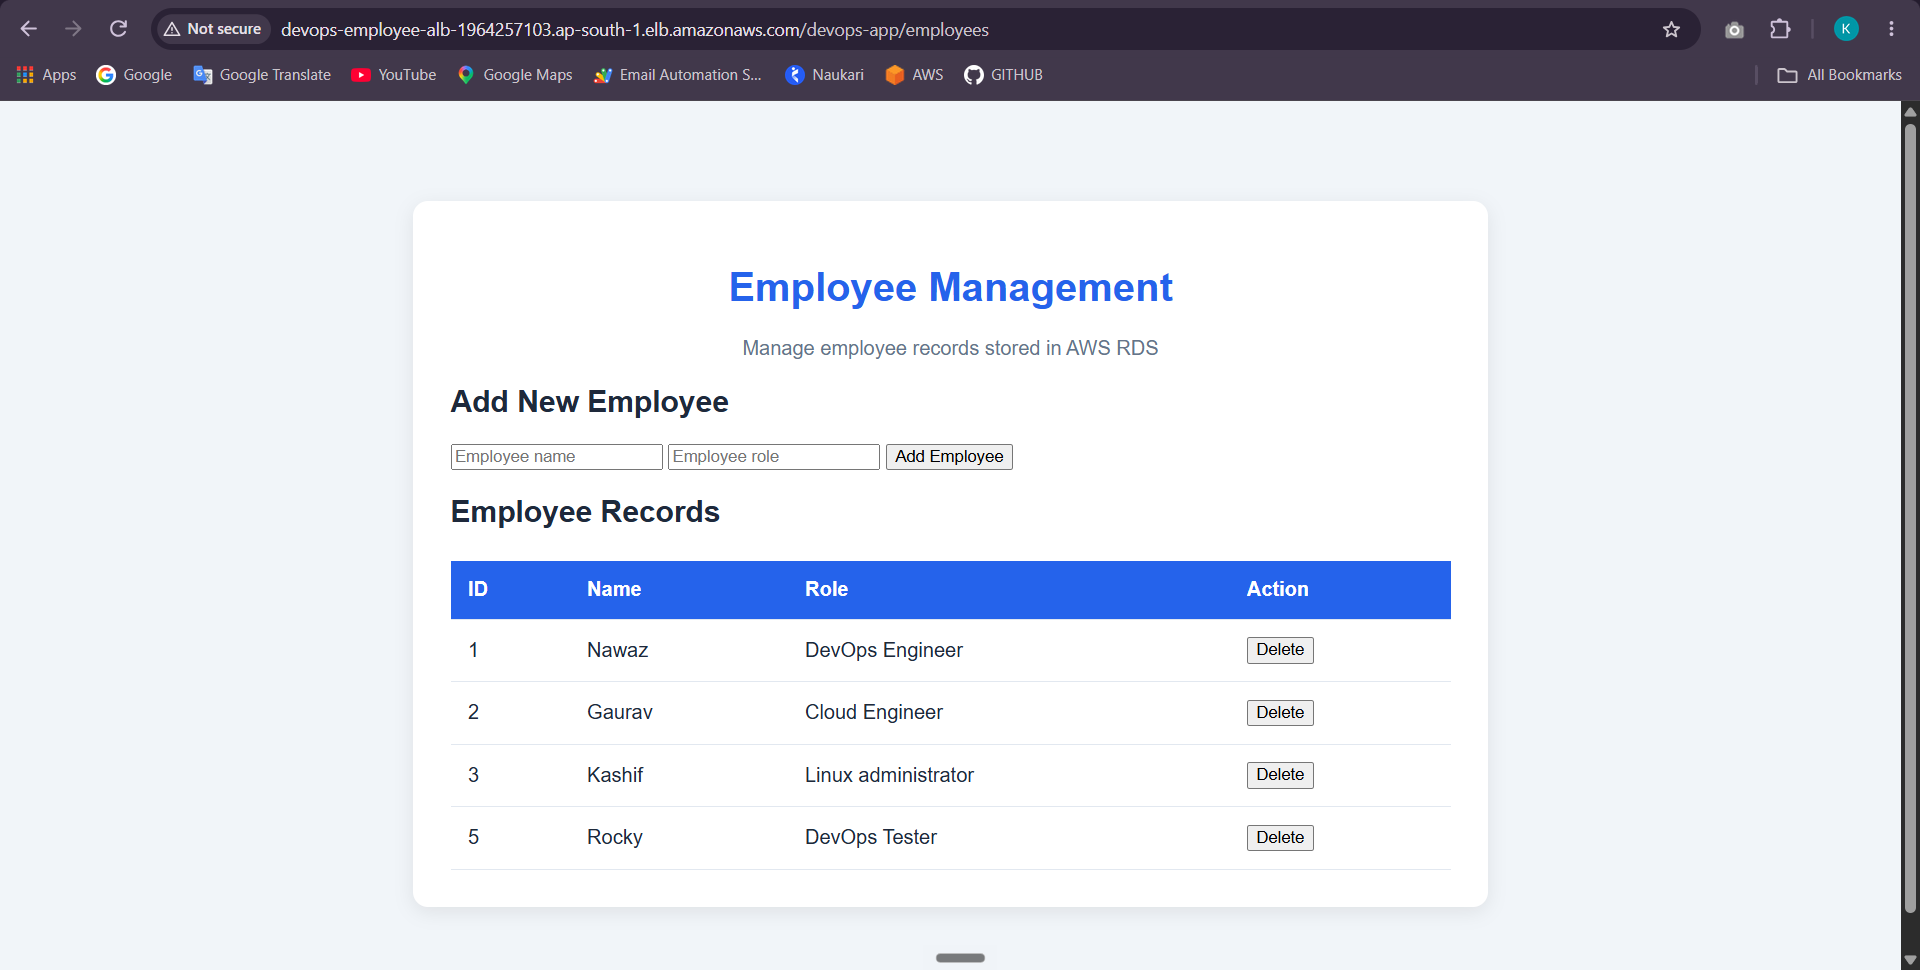 Not secure devops-employee-alb-1964257103.ap-south-1.elb.amazonaws.com/devops-app/employees K
Apps Google Google Translate YouTube Google Maps Email Automation S... Naukari AWS GITHUB All Bookmarks
Employee Management
Manage employee records stored in AWS RDS
Add New Employee
Employee name Employee role Add Employee
Employee Records
ID Name Role Action
1 Nawaz DevOps Engineer Delete
2 Gaurav Cloud Engineer Delete
3 Kashif Linux administrator Delete
5 Rocky DevOps Tester Delete